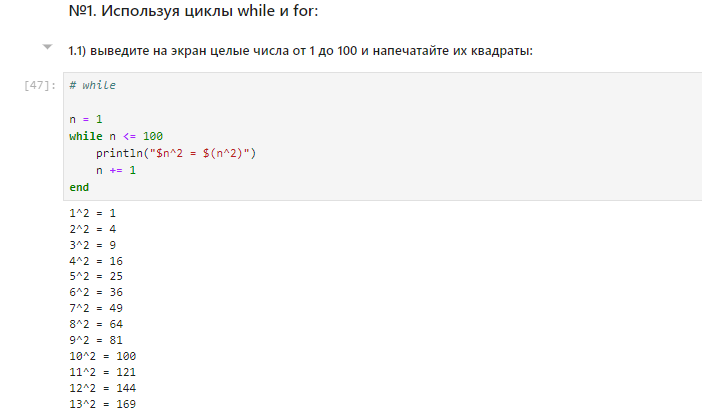 №1. Используя циклы while и for:
1.1) выведите на экран целые числа от 1 до 100 и напечатайте их квадраты:
[47]: # while
n = 1
while n <= 100
println("$n^2 = $(n^2)")
n += 1
end
1^2 = 1
2^2 = 4
3^2 = 9
4^2 = 16
5^2 = 25
6^2 = 36
7^2 = 49
8^2 = 64
9^2 = 81
10^2 = 100
11^2 = 121
12^2 = 144
13^2 = 169